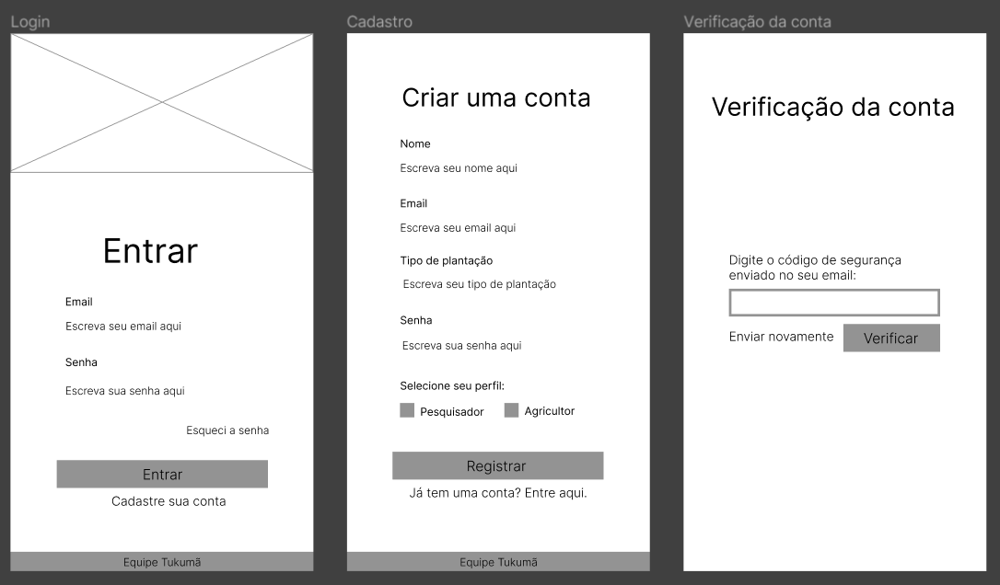 Login
Entrar
Email
Escreva seu email aqui
Senha
Escreva sua senha aqui
Esqueci a senha
Entrar
Cadastre sua conta
Equipe Tukumã
Cadastro
Criar uma conta
Nome
Escreva seu nome aqui
Email
Escreva seu email aqui
Tipo de plantação
Escreva seu tipo de plantação
Senha
Escreva sua senha aqui
Selecione seu perfil:
Pesquisador Agricultor
Registrar
Já tem uma conta? Entre aqui.
Equipe Tukumã
Verificação da conta
Verificação da conta
Digite o código de segurança
enviado no seu email:
Enviar novamente Verificar